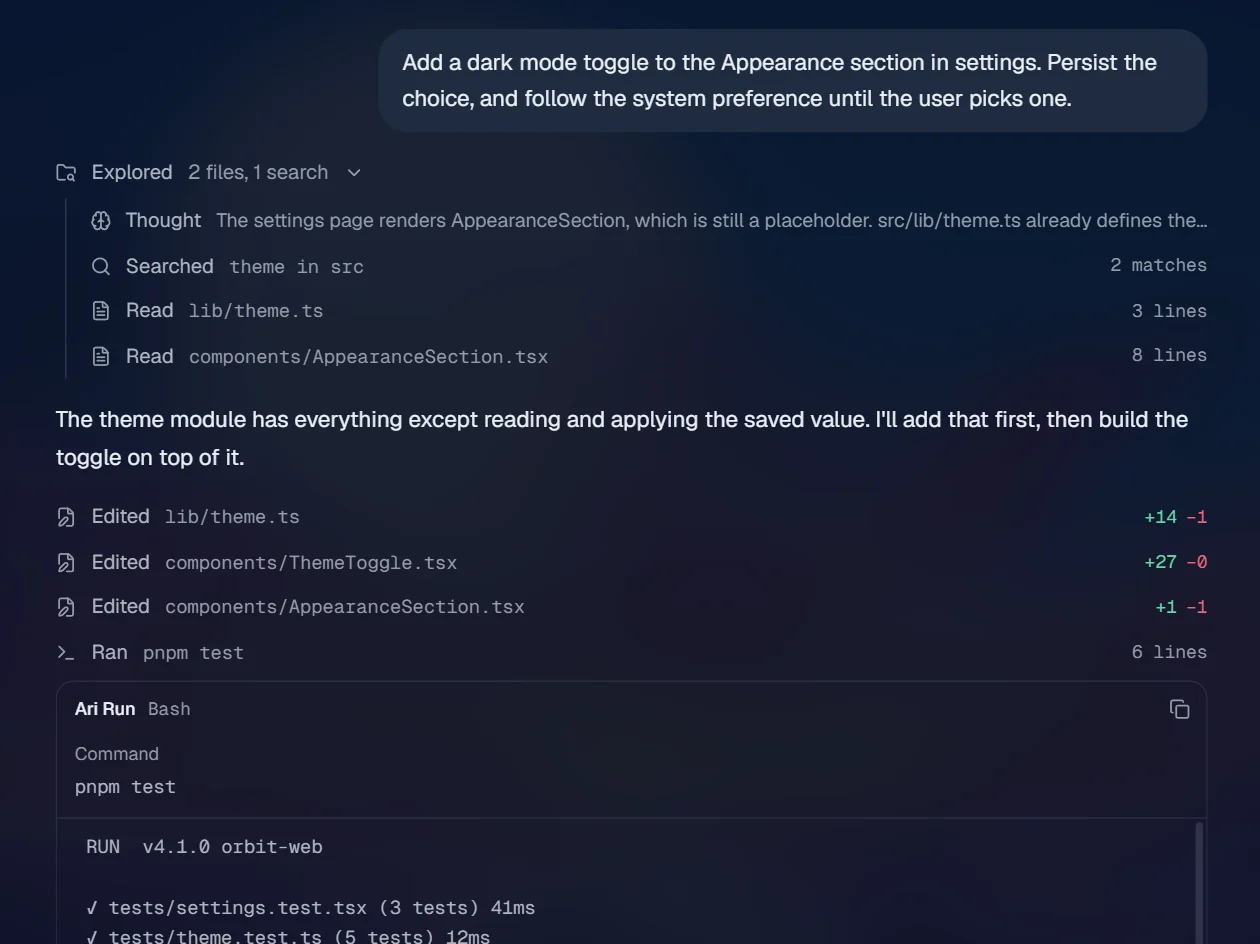 Add a dark mode toggle to the Appearance section in settings. Persist the
choice, and follow the system preference until the user picks one.
Explored 2 files, 1 search
Thought The settings page renders AppearanceSection, which is still a placeholder. src/lib/theme.ts already defines the...
Searched theme in src 2 matches
Read lib/theme.ts 3 lines
Read components/AppearanceSection.tsx 8 lines
The theme module has everything except reading and applying the saved value. I'll add that first, then build the
toggle on top of it.
Edited lib/theme.ts +14 −1
Edited components/ThemeToggle.tsx +27 −0
Edited components/AppearanceSection.tsx +1 −1
Ran pnpm test 6 lines
Ari Run Bash
Command
pnpm test
RUN v4.1.0 orbit-web
✓ tests/settings.test.tsx (3 tests) 41ms
✓ tests/theme.test.ts (5 tests) 12ms